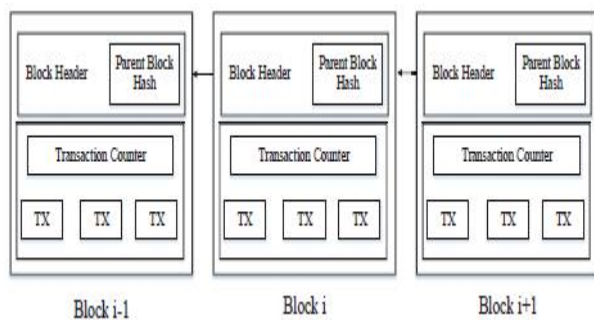 Block Header
Parent Block
Hash
Transaction Counter
TX TX TX
Block i-1
Block Header
Parent Block
Hash
Transaction Counter
TX TX TX
Block i
Block Header
Parent Block
Hash
Transaction Counter
TX TX TX
Block i+1